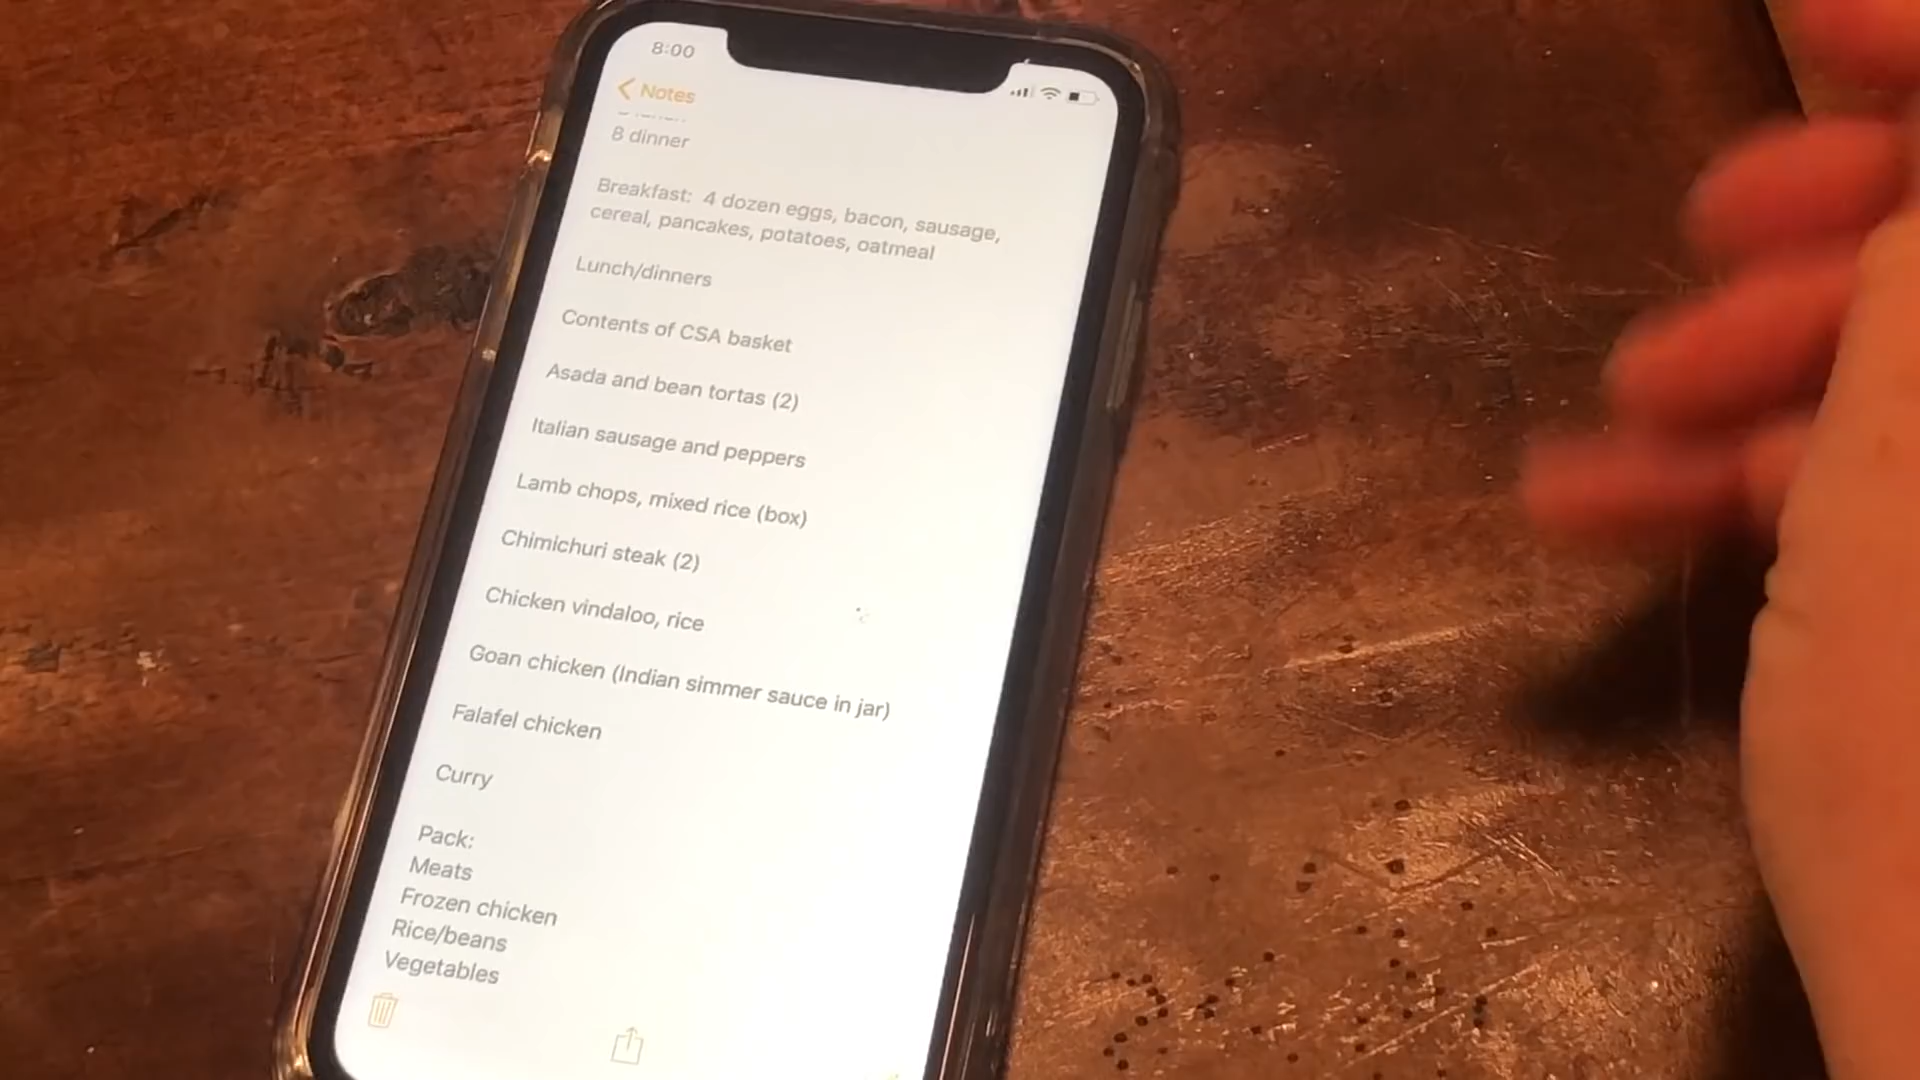 8:00
Notes
8 dinner
Breakfast: 4 dozen eggs, bacon, sausage,
cereal, pancakes, potatoes, oatmeal
Lunch/dinners
Contents of CSA basket
Asada and bean tortas (2)
Italian sausage and peppers
Lamb chops, mixed rice (box)
Chimichuri steak (2)
Chicken vindaloo, rice
Goan chicken (Indian simmer sauce in jar)
Falafel chicken
Curry
Pack:
Meats
Frozen chicken
Rice/beans
Vegetables